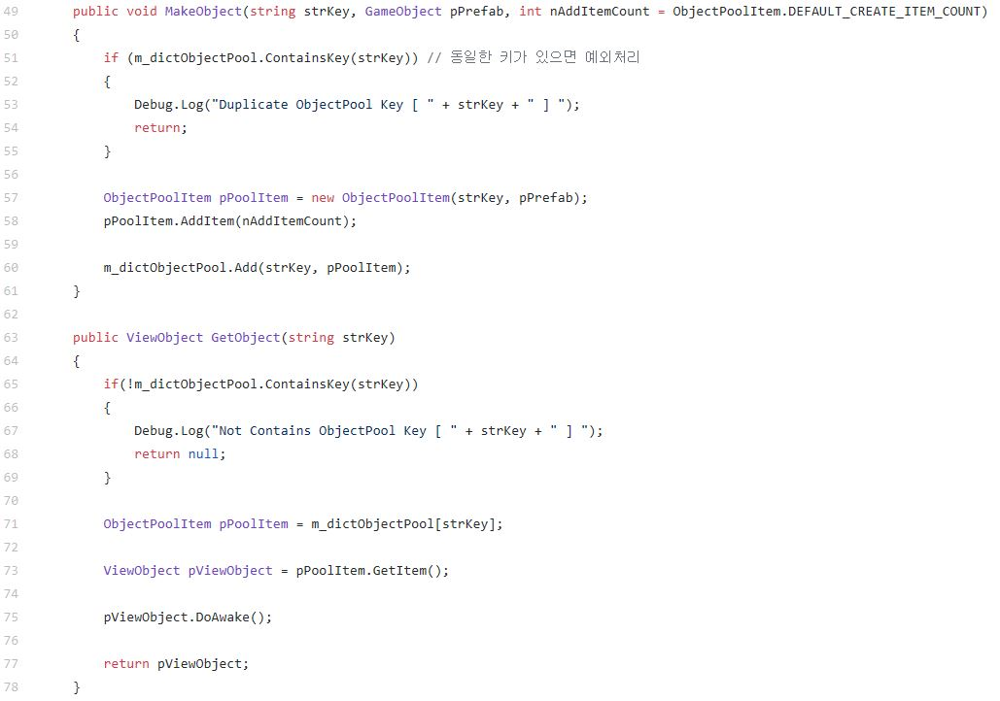 49 public void MakeObject(string strKey, GameObject pPrefab, int nAddItemCount = ObjectPoolItem.DEFAULT_CREATE_ITEM_COUNT)
50 {
51 if (m_dictObjectPool.ContainsKey(strKey)) // 동일한 키가 있으면 예외처리
52 {
53 Debug.Log("Duplicate ObjectPool Key [ " + strKey + " ] ");
54 return;
55 }
56
57 ObjectPoolItem pPoolItem = new ObjectPoolItem(strKey, pPrefab);
58 pPoolItem.AddItem(nAddItemCount);
59
60 m_dictObjectPool.Add(strKey, pPoolItem);
61 }
62
63 public ViewObject GetObject(string strKey)
64 {
65 if(!m_dictObjectPool.ContainsKey(strKey))
66 {
67 Debug.Log("Not Contains ObjectPool Key [ " + strKey + " ] ");
68 return null;
69 }
70
71 ObjectPoolItem pPoolItem = m_dictObjectPool[strKey];
72
73 ViewObject pViewObject = pPoolItem.GetItem();
74
75 pViewObject.DoAwake();
76
77 return pViewObject;
78 }